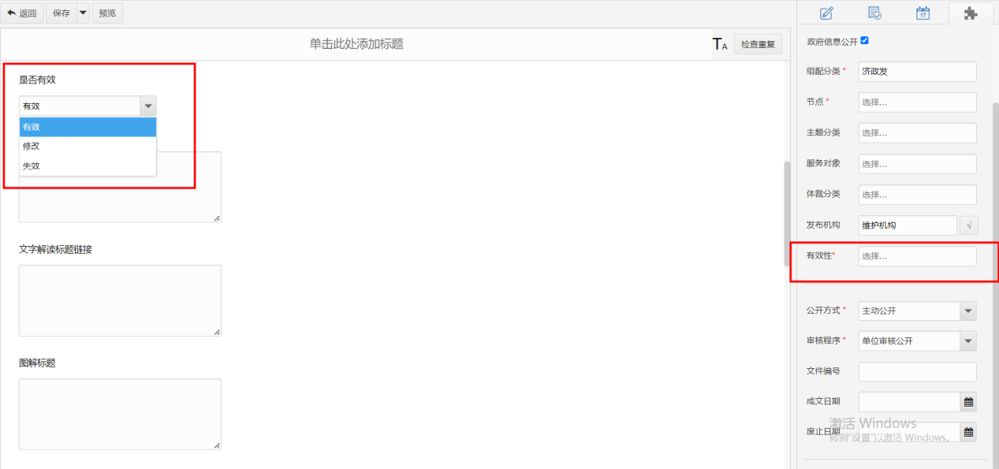 返回
保存
预览
17
单击此处添加标题
TA
检查重复
是否有效
有效
有效
修改
失效
文字解读标题链接
图解标题
政府信息公开
组配分类 *
济政发
节点 *
选择...
主题分类
选择...
服务对象
选择...
体裁分类
选择...
发布机构
维护机构
√
有效性*
选择...
公开方式 *
主动公开
审核程序 *
单位审核公开
文件编号
成文日期
废止日期
激活 Windows
转到"设置"以激活 Windows。